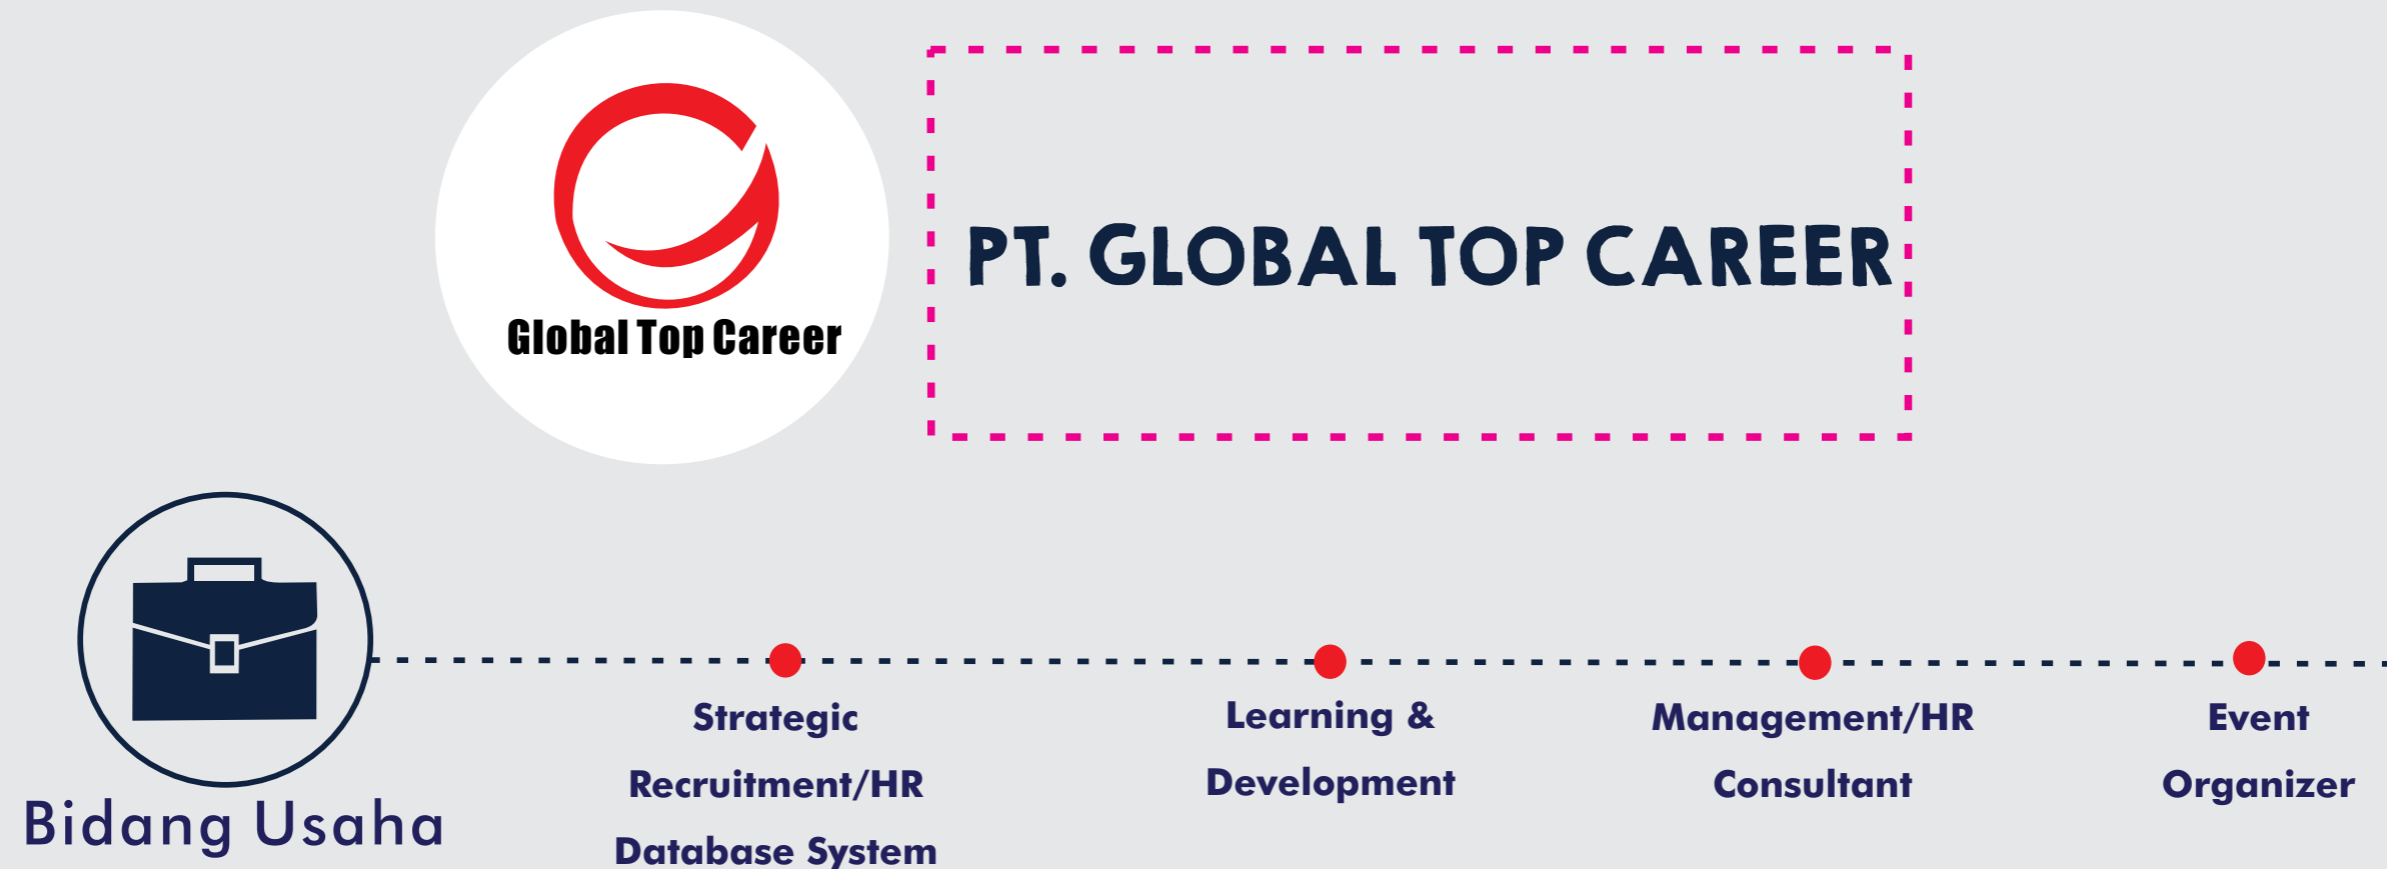 Global Top Career
PT. GLOBAL TOP CAREER
Bidang Usaha
Strategic
Recruitment/HR
Database System
Learning &
Development
Management/HR
Consultant
Event
Organizer